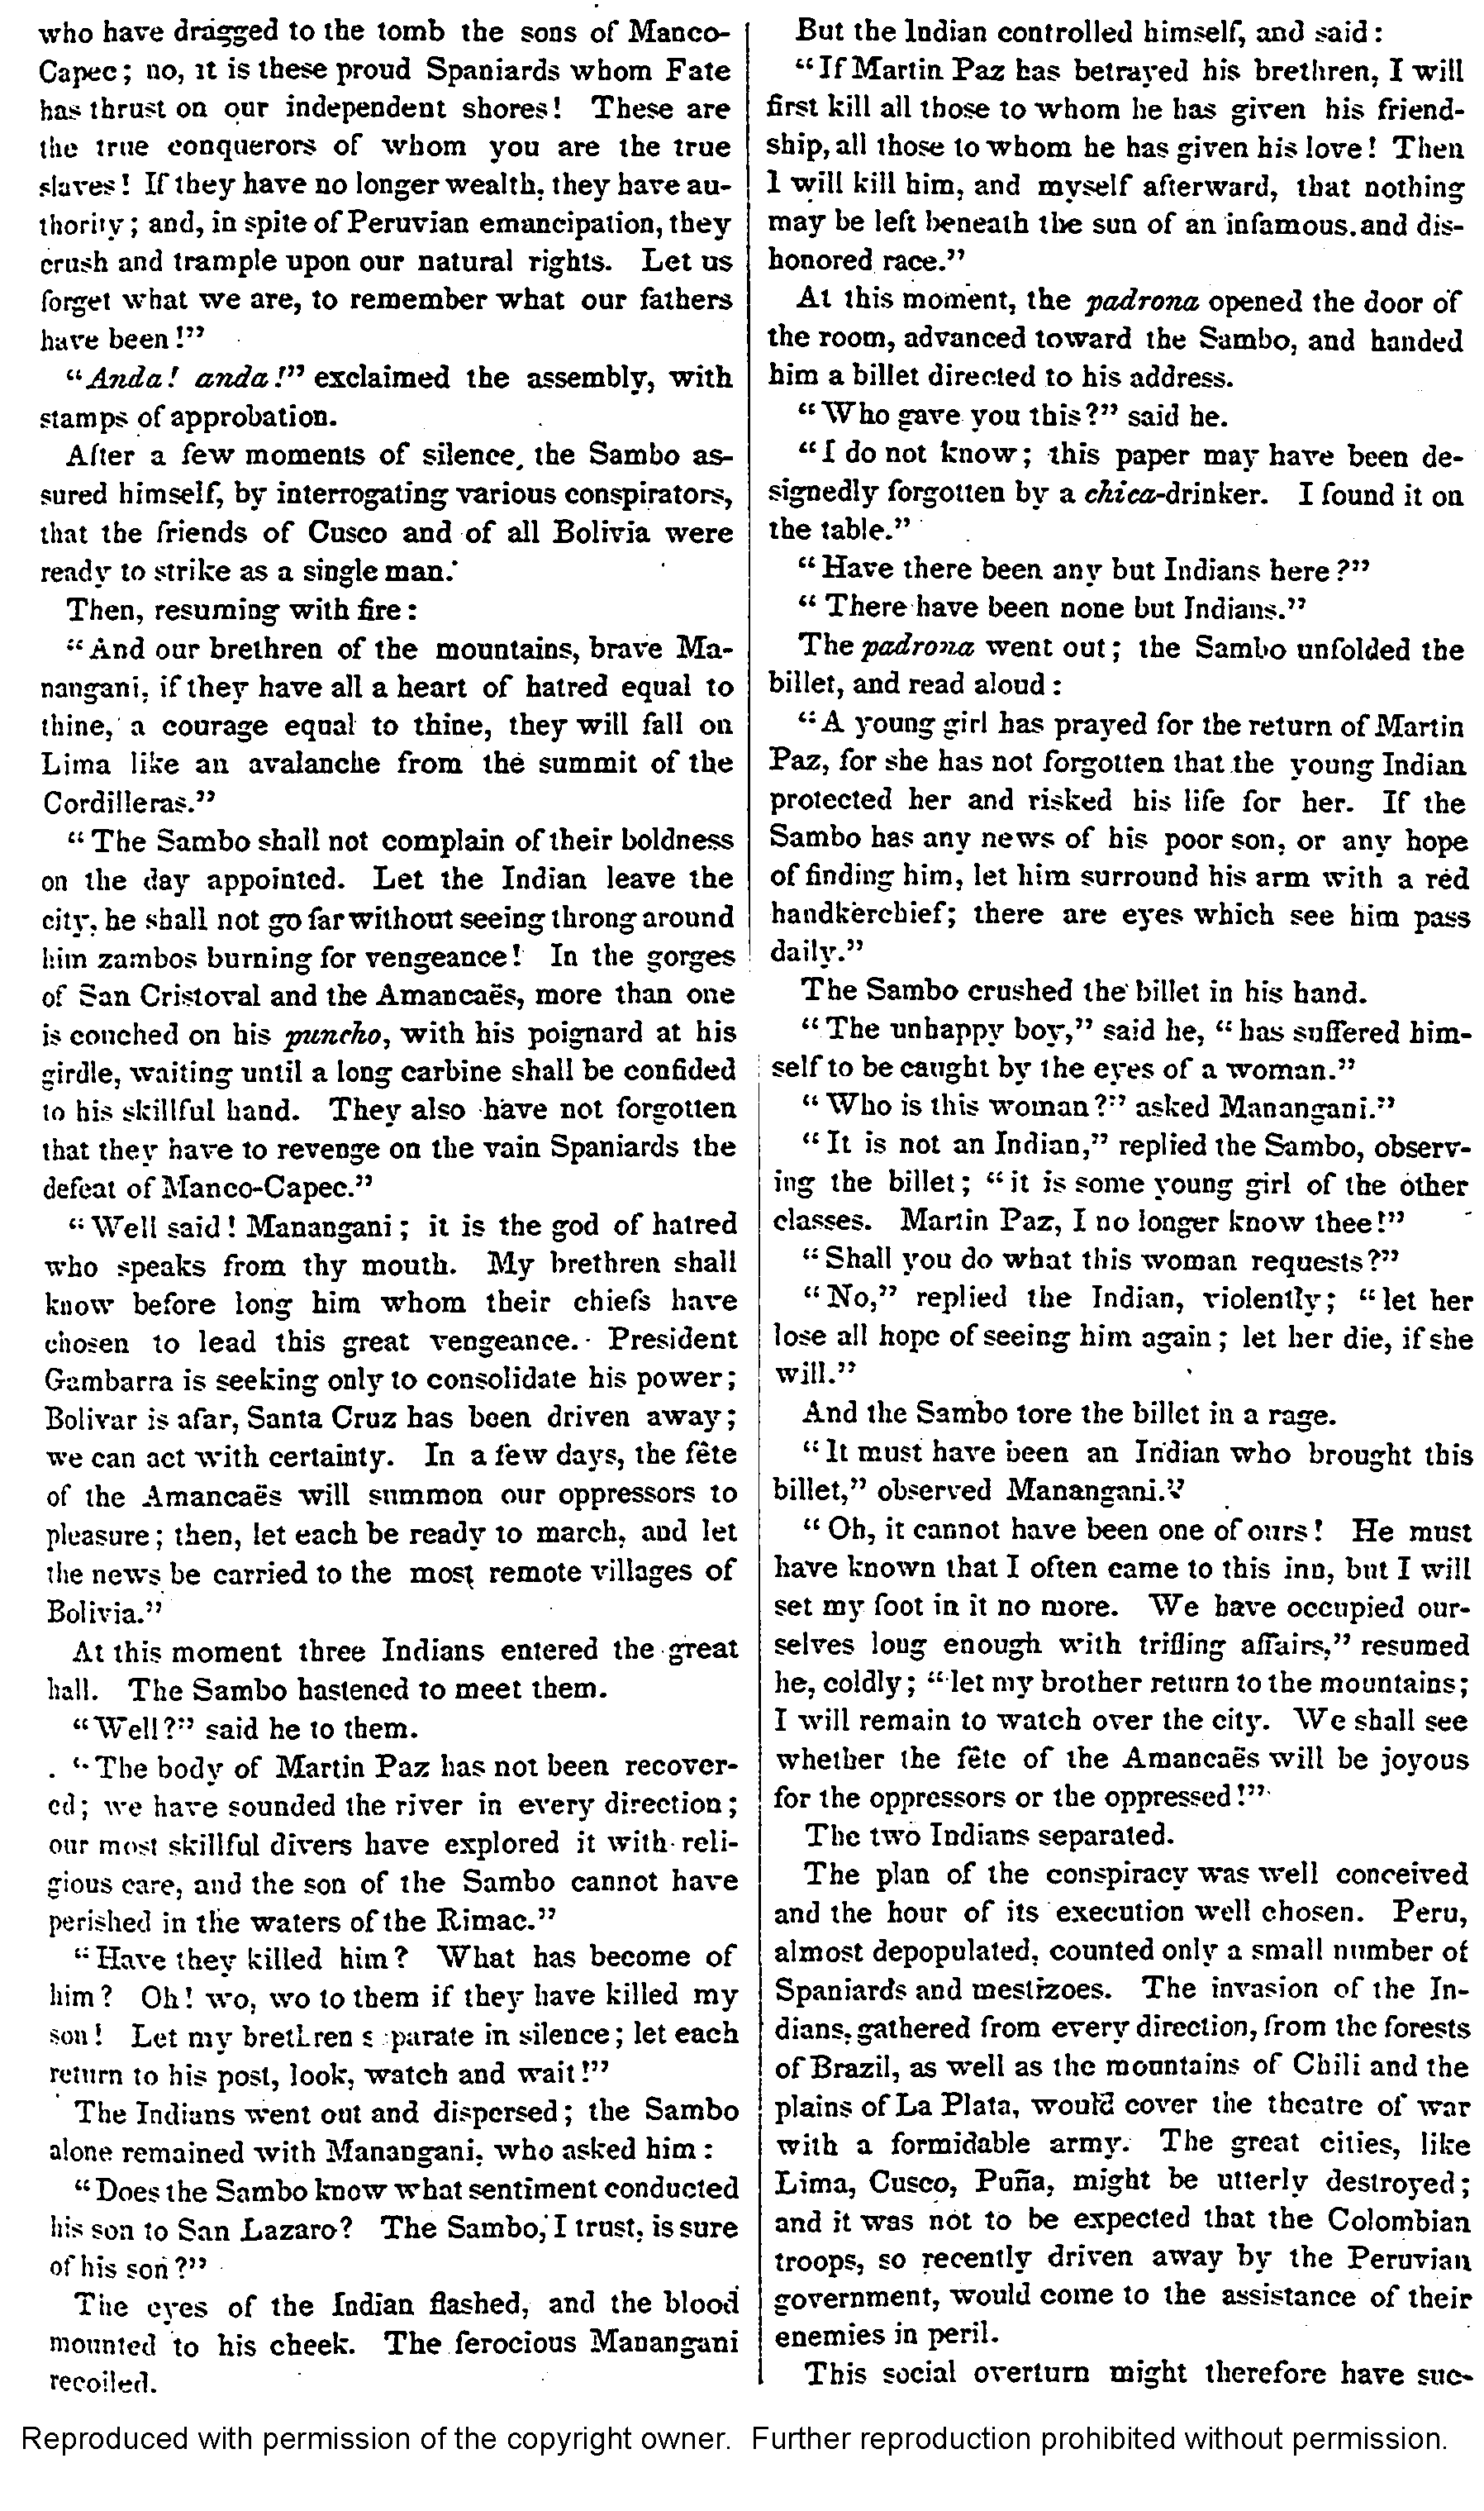 who have dragged to the tomb the sons of Manco-
Capec; no, it is these proud Spaniards whom Fate
has thrust on our independent shores! These are
the true conquerors of whom you are the true
slaves! If they have no longer wealth, they have au-
thority; and, in spite of Peruvian emancipation, they
crush and trample upon our natural rights. Let us
forget what we are, to remember what our fathers
have been!”
“Anda! anda!” exclaimed the assembly, with
stamps of approbation.
After a few moments of silence, the Sambo as-
sured himself, by interrogating various conspirators,
that the friends of Cusco and of all Bolivia were
ready to strike as a single man.
Then, resuming with fire:
“And our brethren of the mountains, brave Ma-
nangani, if they have all a heart of hatred equal to
thine, a courage equal to thine, they will fall on
Lima like an avalanche from the summit of the
Cordilleras.”
“The Sambo shall not complain of their boldness
on the day appointed. Let the Indian leave the
city, he shall not go far without seeing throng around
him zambos burning for vengeance! In the gorges
of San Cristoval and the Amancaës, more than one
is couched on his puncho, with his poignard at his
girdle, waiting until a long carbine shall be confided
to his skillful hand. They also have not forgotten
that they have to revenge on the vain Spaniards the
defeat of Manco-Capec.”
“Well said! Manangani; it is the god of hatred
who speaks from thy mouth. My brethren shall
know before long him whom their chiefs have
chosen to lead this great vengeance. President
Gambarra is seeking only to consolidate his power;
Bolivar is afar, Santa Cruz has been driven away;
we can act with certainty. In a few days, the fête
of the Amancaës will summon our oppressors to
pleasure; then, let each be ready to march, and let
the news be carried to the most remote villages of
Bolivia.”
At this moment three Indians entered the great
hall. The Sambo hastened to meet them.
“Well?” said he to them.
“The body of Martin Paz has not been recover-
ed; we have sounded the river in every direction;
our most skillful divers have explored it with reli-
gious care, and the son of the Sambo cannot have
perished in the waters of the Rimac.”
“Have they killed him? What has become of
him? Oh! wo, wo to them if they have killed my
son! Let my brethren separate in silence; let each
return to his post, look, watch and wait!”
The Indians went out and dispersed; the Sambo
alone remained with Manangani, who asked him:
“Does the Sambo know what sentiment conducted
his son to San Lazaro? The Sambo, I trust, is sure
of his son?”
The eyes of the Indian flashed, and the blood
mounted to his cheek. The ferocious Manangani
recoiled.
But the Indian controlled himself, and said:
“If Martin Paz has betrayed his brethren, I will
first kill all those to whom he has given his friend-
ship, all those to whom he has given his love! Then
I will kill him, and myself afterward, that nothing
may be left beneath the sun of an infamous, and dis-
honored race.”
At this moment, the padrona opened the door of
the room, advanced toward the Sambo, and handed
him a billet directed to his address.
“Who gave you this?” said he.
“I do not know; this paper may have been de-
signedly forgotten by a chica-drinker. I found it on
the table.”
“Have there been any but Indians here?”
“There have been none but Indians.”
The padrona went out; the Sambo unfolded the
billet, and read aloud:
“A young girl has prayed for the return of Martin
Paz, for she has not forgotten that the young Indian
protected her and risked his life for her. If the
Sambo has any news of his poor son, or any hope
of finding him, let him surround his arm with a red
handkerchief; there are eyes which see him pass
daily.”
The Sambo crushed the billet in his hand.
“The unhappy boy,” said he, “has suffered him-
self to be caught by the eyes of a woman.”
“Who is this woman?” asked Manangani.”
“It is not an Indian,” replied the Sambo, observ-
ing the billet; “it is some young girl of the other
classes. Martin Paz, I no longer know thee!”
“Shall you do what this woman requests?”
“No,” replied the Indian, violently; “let her
lose all hope of seeing him again; let her die, if she
will.”
And the Sambo tore the billet in a rage.
“It must have been an Indian who brought this
billet,” observed Manangani.”
“Oh, it cannot have been one of ours! He must
have known that I often came to this inn, but I will
set my foot in it no more. We have occupied our-
selves long enough with trifling affairs,” resumed
he, coldly; “let my brother return to the mountains;
I will remain to watch over the city. We shall see
whether the fête of the Amancaës will be joyous
for the oppressors or the oppressed!”
The two Indians separated.
The plan of the conspiracy was well conceived
and the hour of its execution well chosen. Peru,
almost depopulated, counted only a small number of
Spaniards and mestizoes. The invasion of the In-
dians, gathered from every direction, from the forests
of Brazil, as well as the mountains of Chili and the
plains of La Plata, would cover the theatre of war
with a formidable army. The great cities, like
Lima, Cusco, Puña, might be utterly destroyed;
and it was not to be expected that the Colombian
troops, so recently driven away by the Peruvian
government, would come to the assistance of their
enemies in peril.
This social overturn might therefore have suc-
Reproduced with permission of the copyright owner. Further reproduction prohibited without permission.